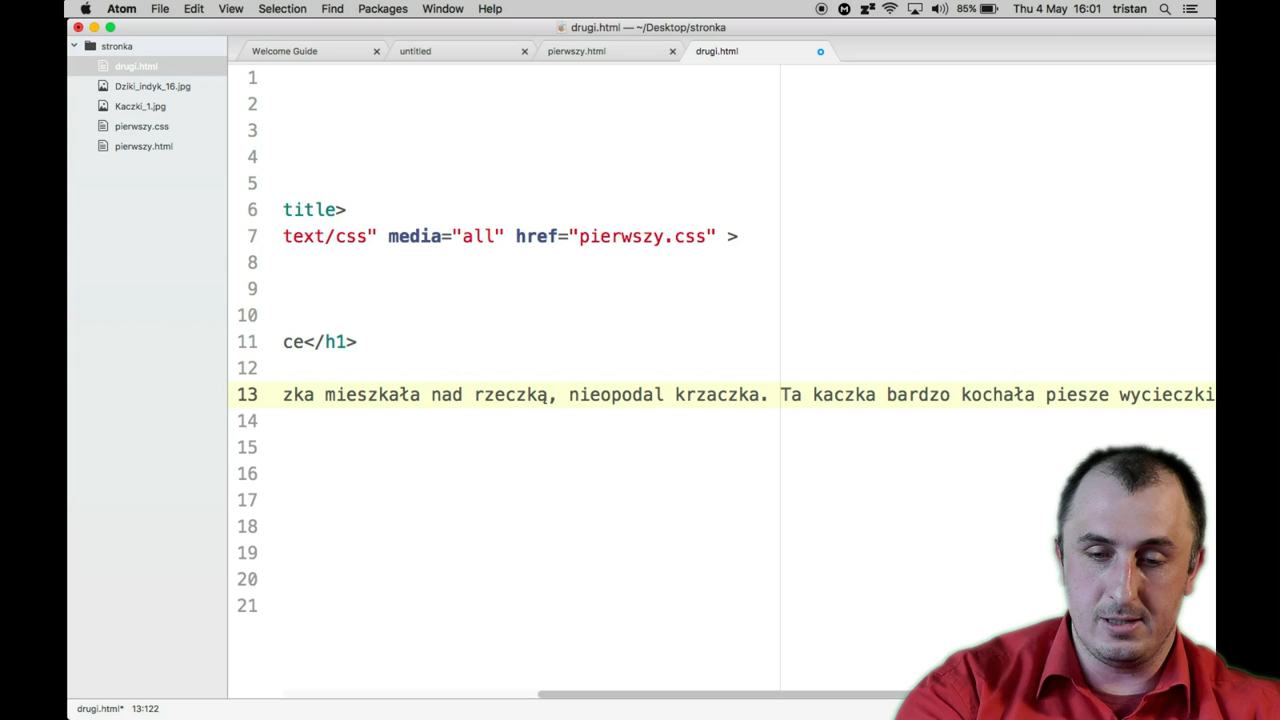 Atom File Edit View Selection Find Packages Window Help 85% Thu 4 May 16:01 tristan
drugi.html — ~/Desktop/stronka
stronka
drugi.html
Dziki_indyk_16.jpg
Kaczki_1.jpg
pierwszy.css
pierwszy.html
Welcome Guide untitled pierwszy.html drugi.html
1
2
3
4
5
6 title>
7 text/css" media="all" href="pierwszy.css" >
8
9
10
11 ce</h1>
12
13 zka mieszkała nad rzeczką, nieopodal krzaczka. Ta kaczka bardzo kochała piesze wycieczki
14
15
16
17
18
19
20
21
drugi.html* 13:122